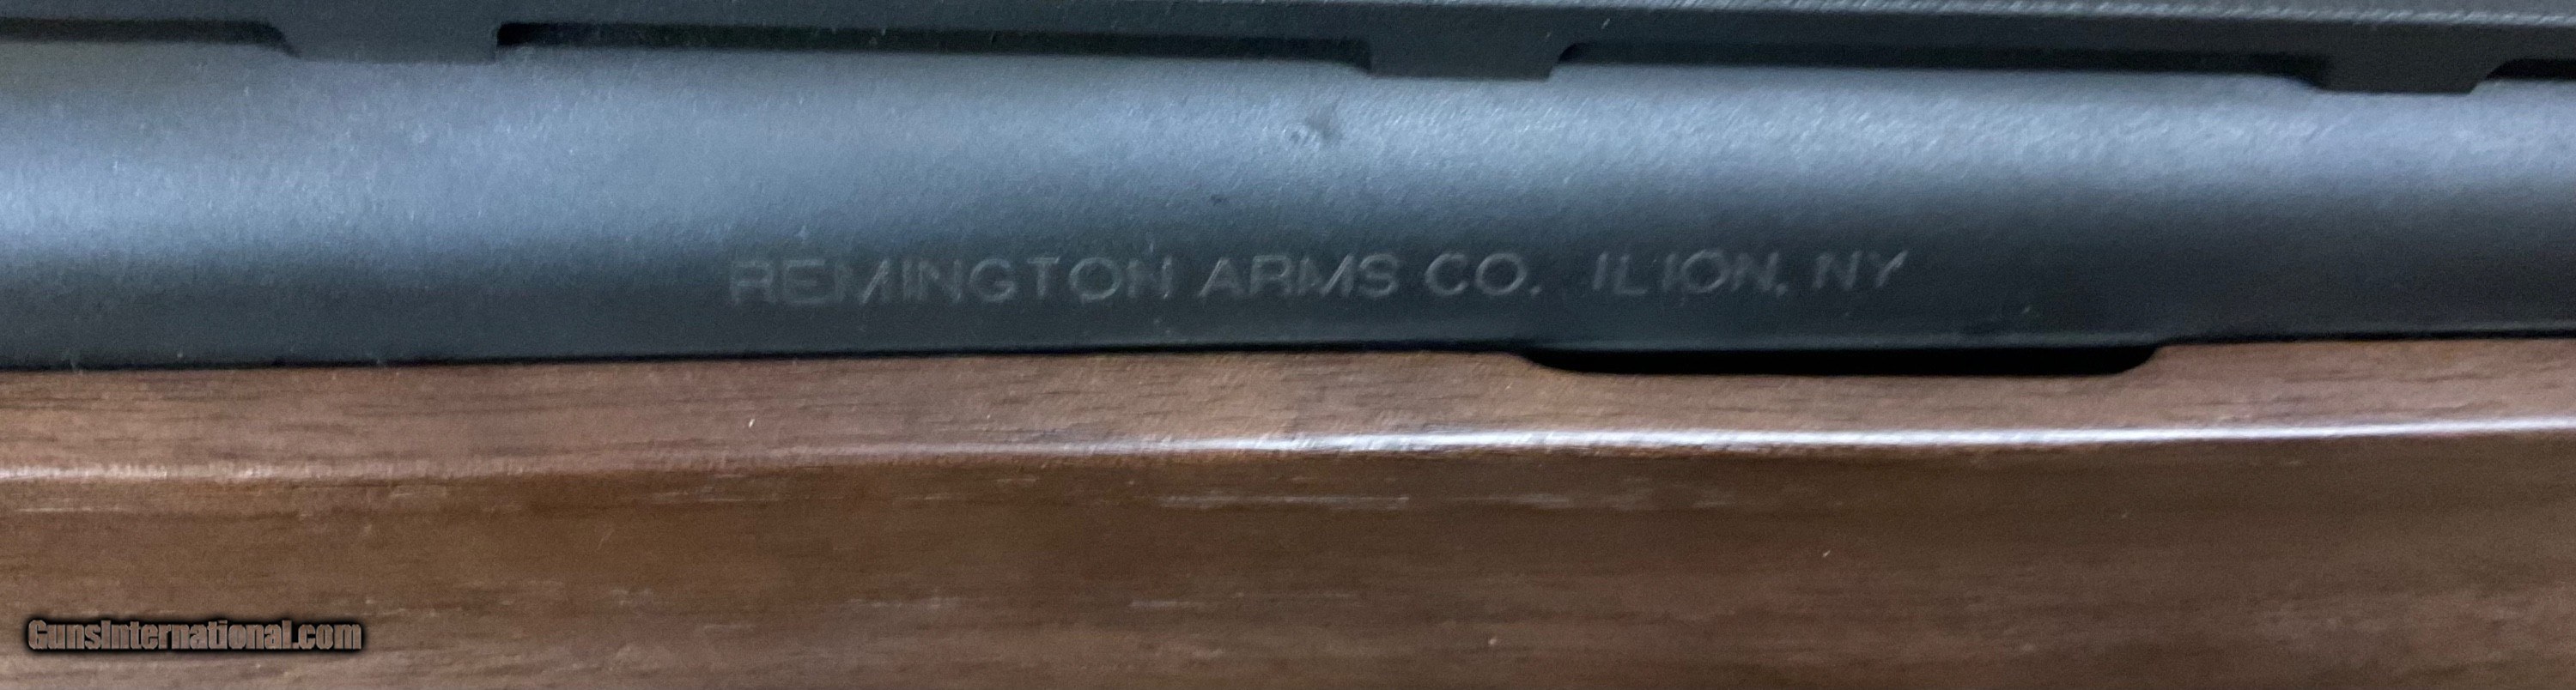 REMINGTON ARMS CO. ILION, NY
GunsInternational.com